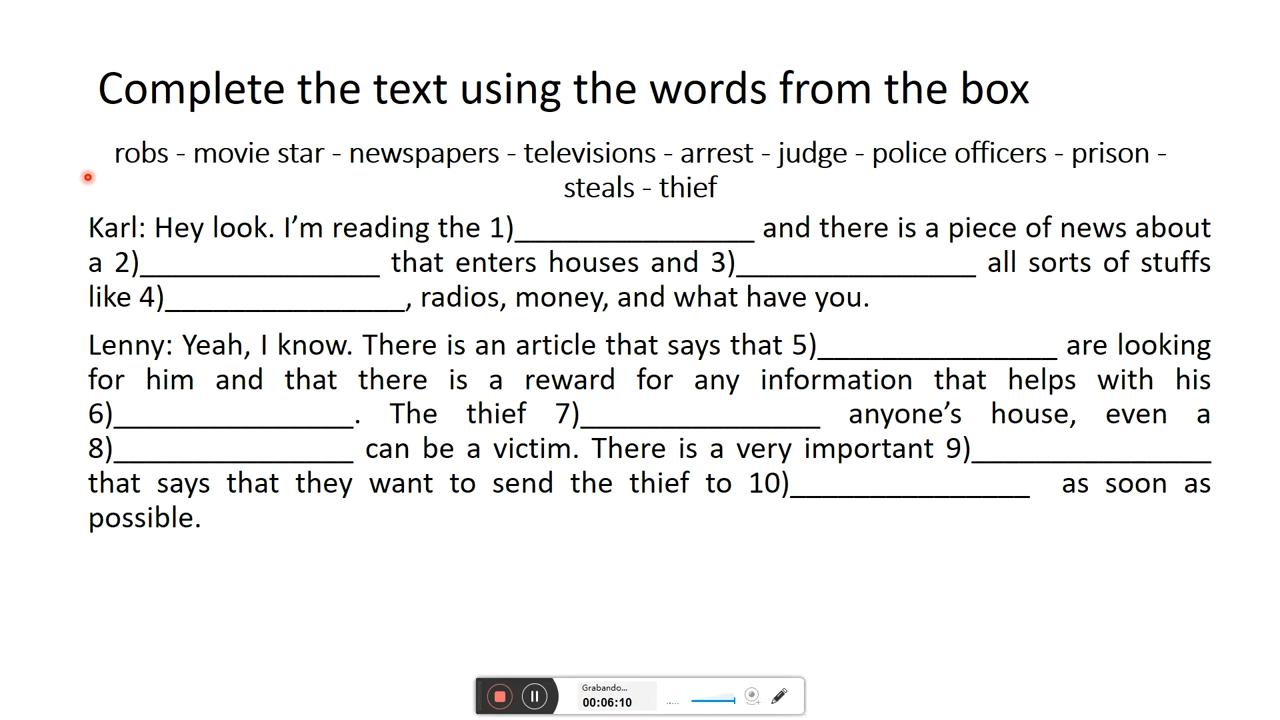 Complete the text using the words from the box
robs - movie star - newspapers - televisions - arrest - judge - police officers - prison -
steals - thief
Karl: Hey look. I’m reading the 1)________________ and there is a piece of news about
a 2)________________ that enters houses and 3)________________ all sorts of stuffs
like 4)________________, radios, money, and what have you.
Lenny: Yeah, I know. There is an article that says that 5)________________ are looking
for him and that there is a reward for any information that helps with his
6)________________. The thief 7)________________ anyone’s house, even a
8)________________ can be a victim. There is a very important 9)________________
that says that they want to send the thief to 10)________________ as soon as
possible.
Grabando...
00:06:10